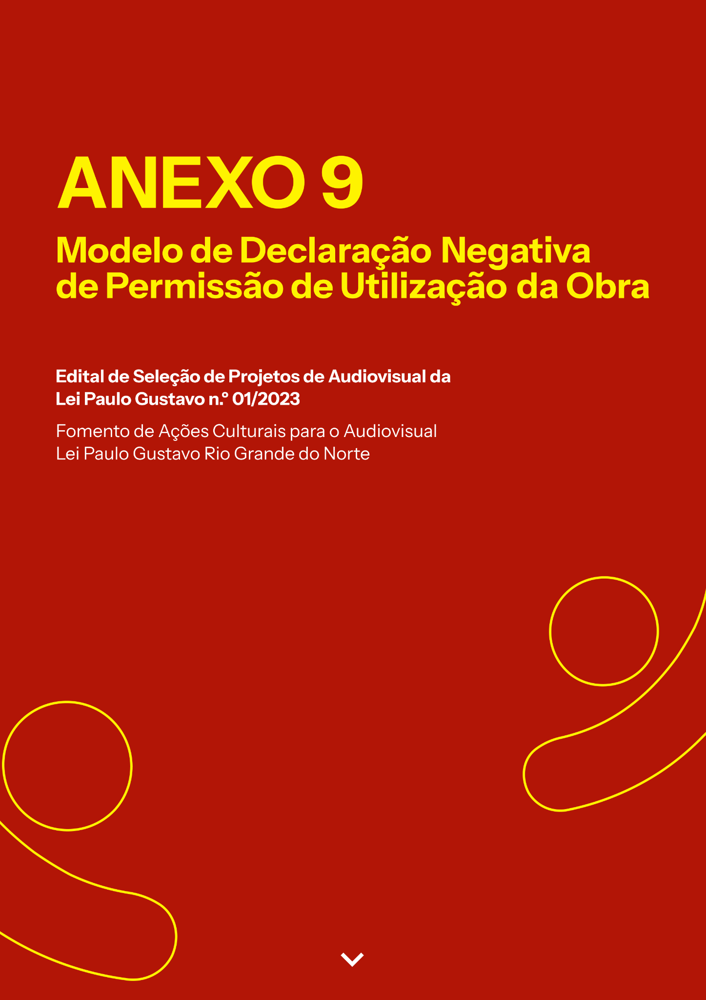 ANEXO 9
Modelo de Declaração Negativa
de Permissão de Utilização da Obra
Edital de Seleção de Projetos de Audiovisual da
Lei Paulo Gustavo n.º 01/2023
Fomento de Ações Culturais para o Audiovisual
Lei Paulo Gustavo Rio Grande do Norte